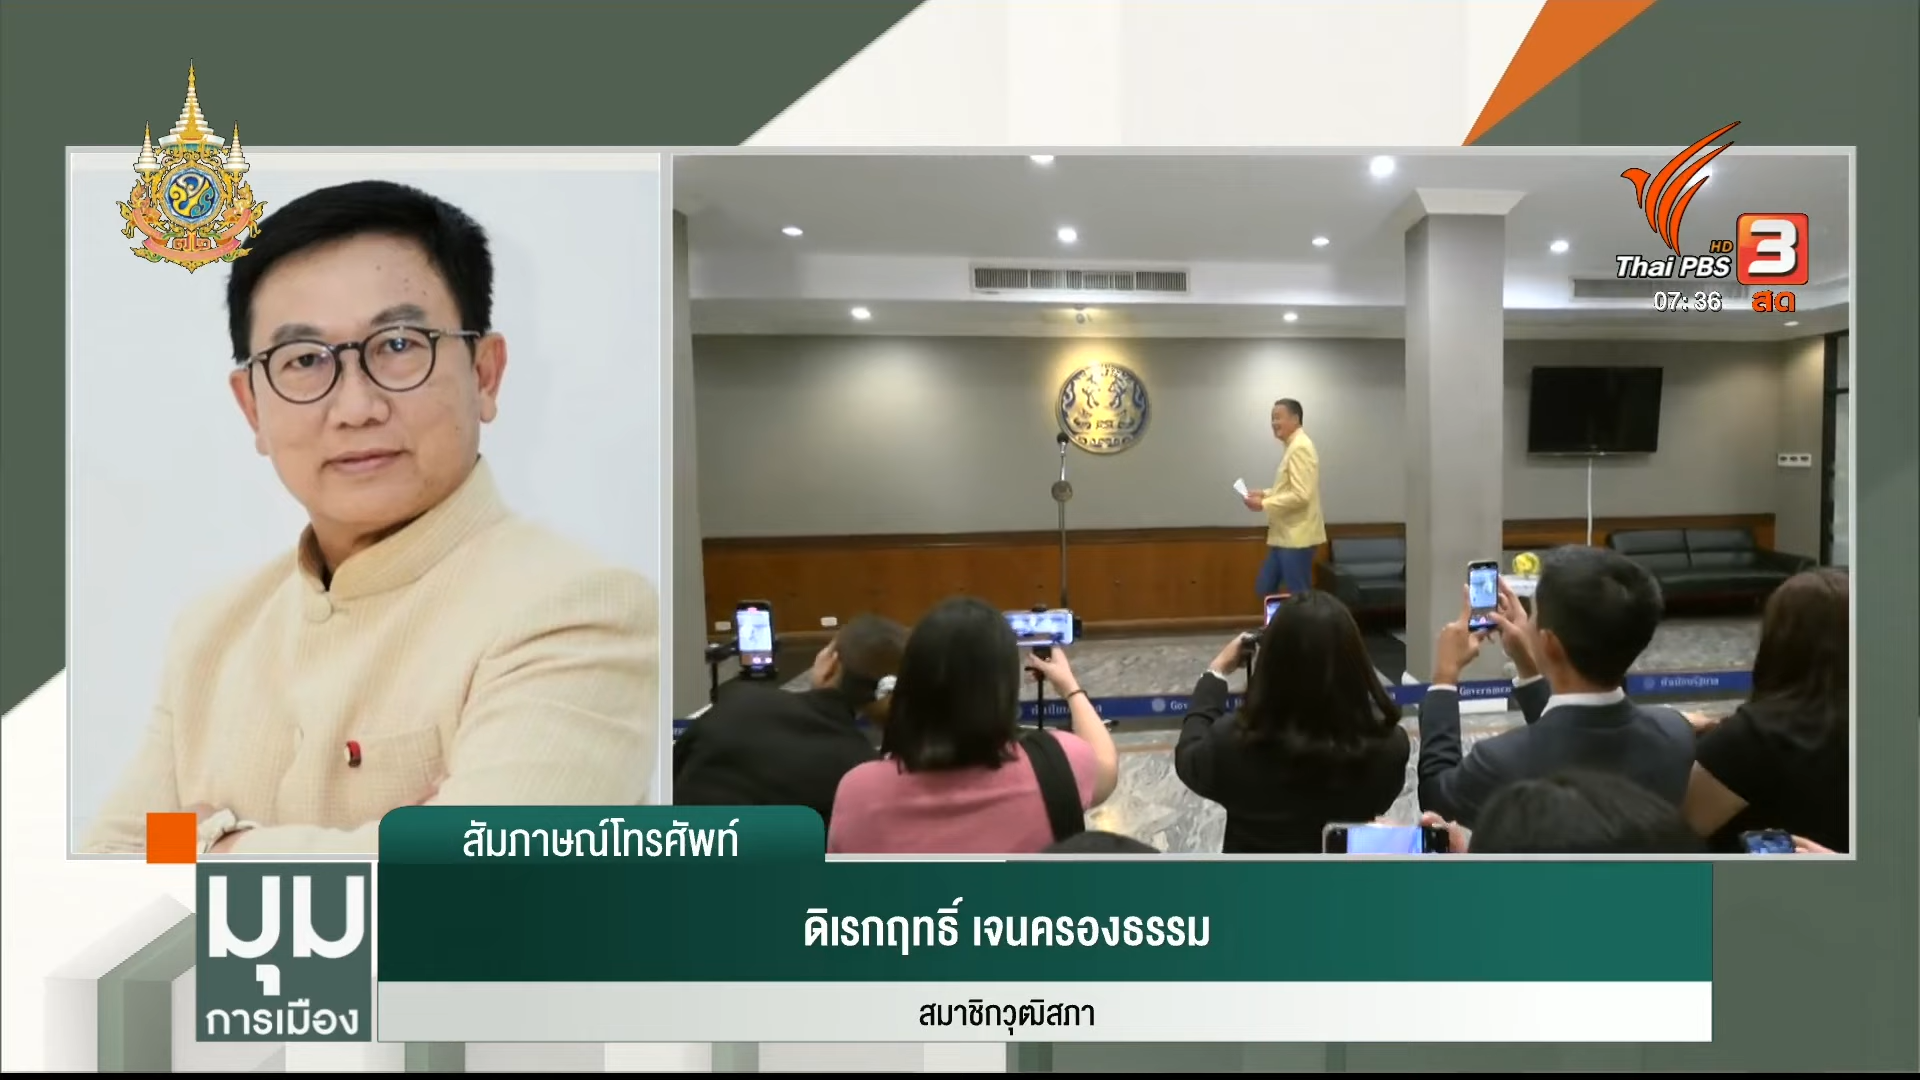 HD
Thai PBS 3
07:36 สด
สัมภาษณ์โทรศัพท์
มุม
การเมือง
ดิเรกฤทธิ์ เจนครองธรรม
สมาชิกวุฒิสภา